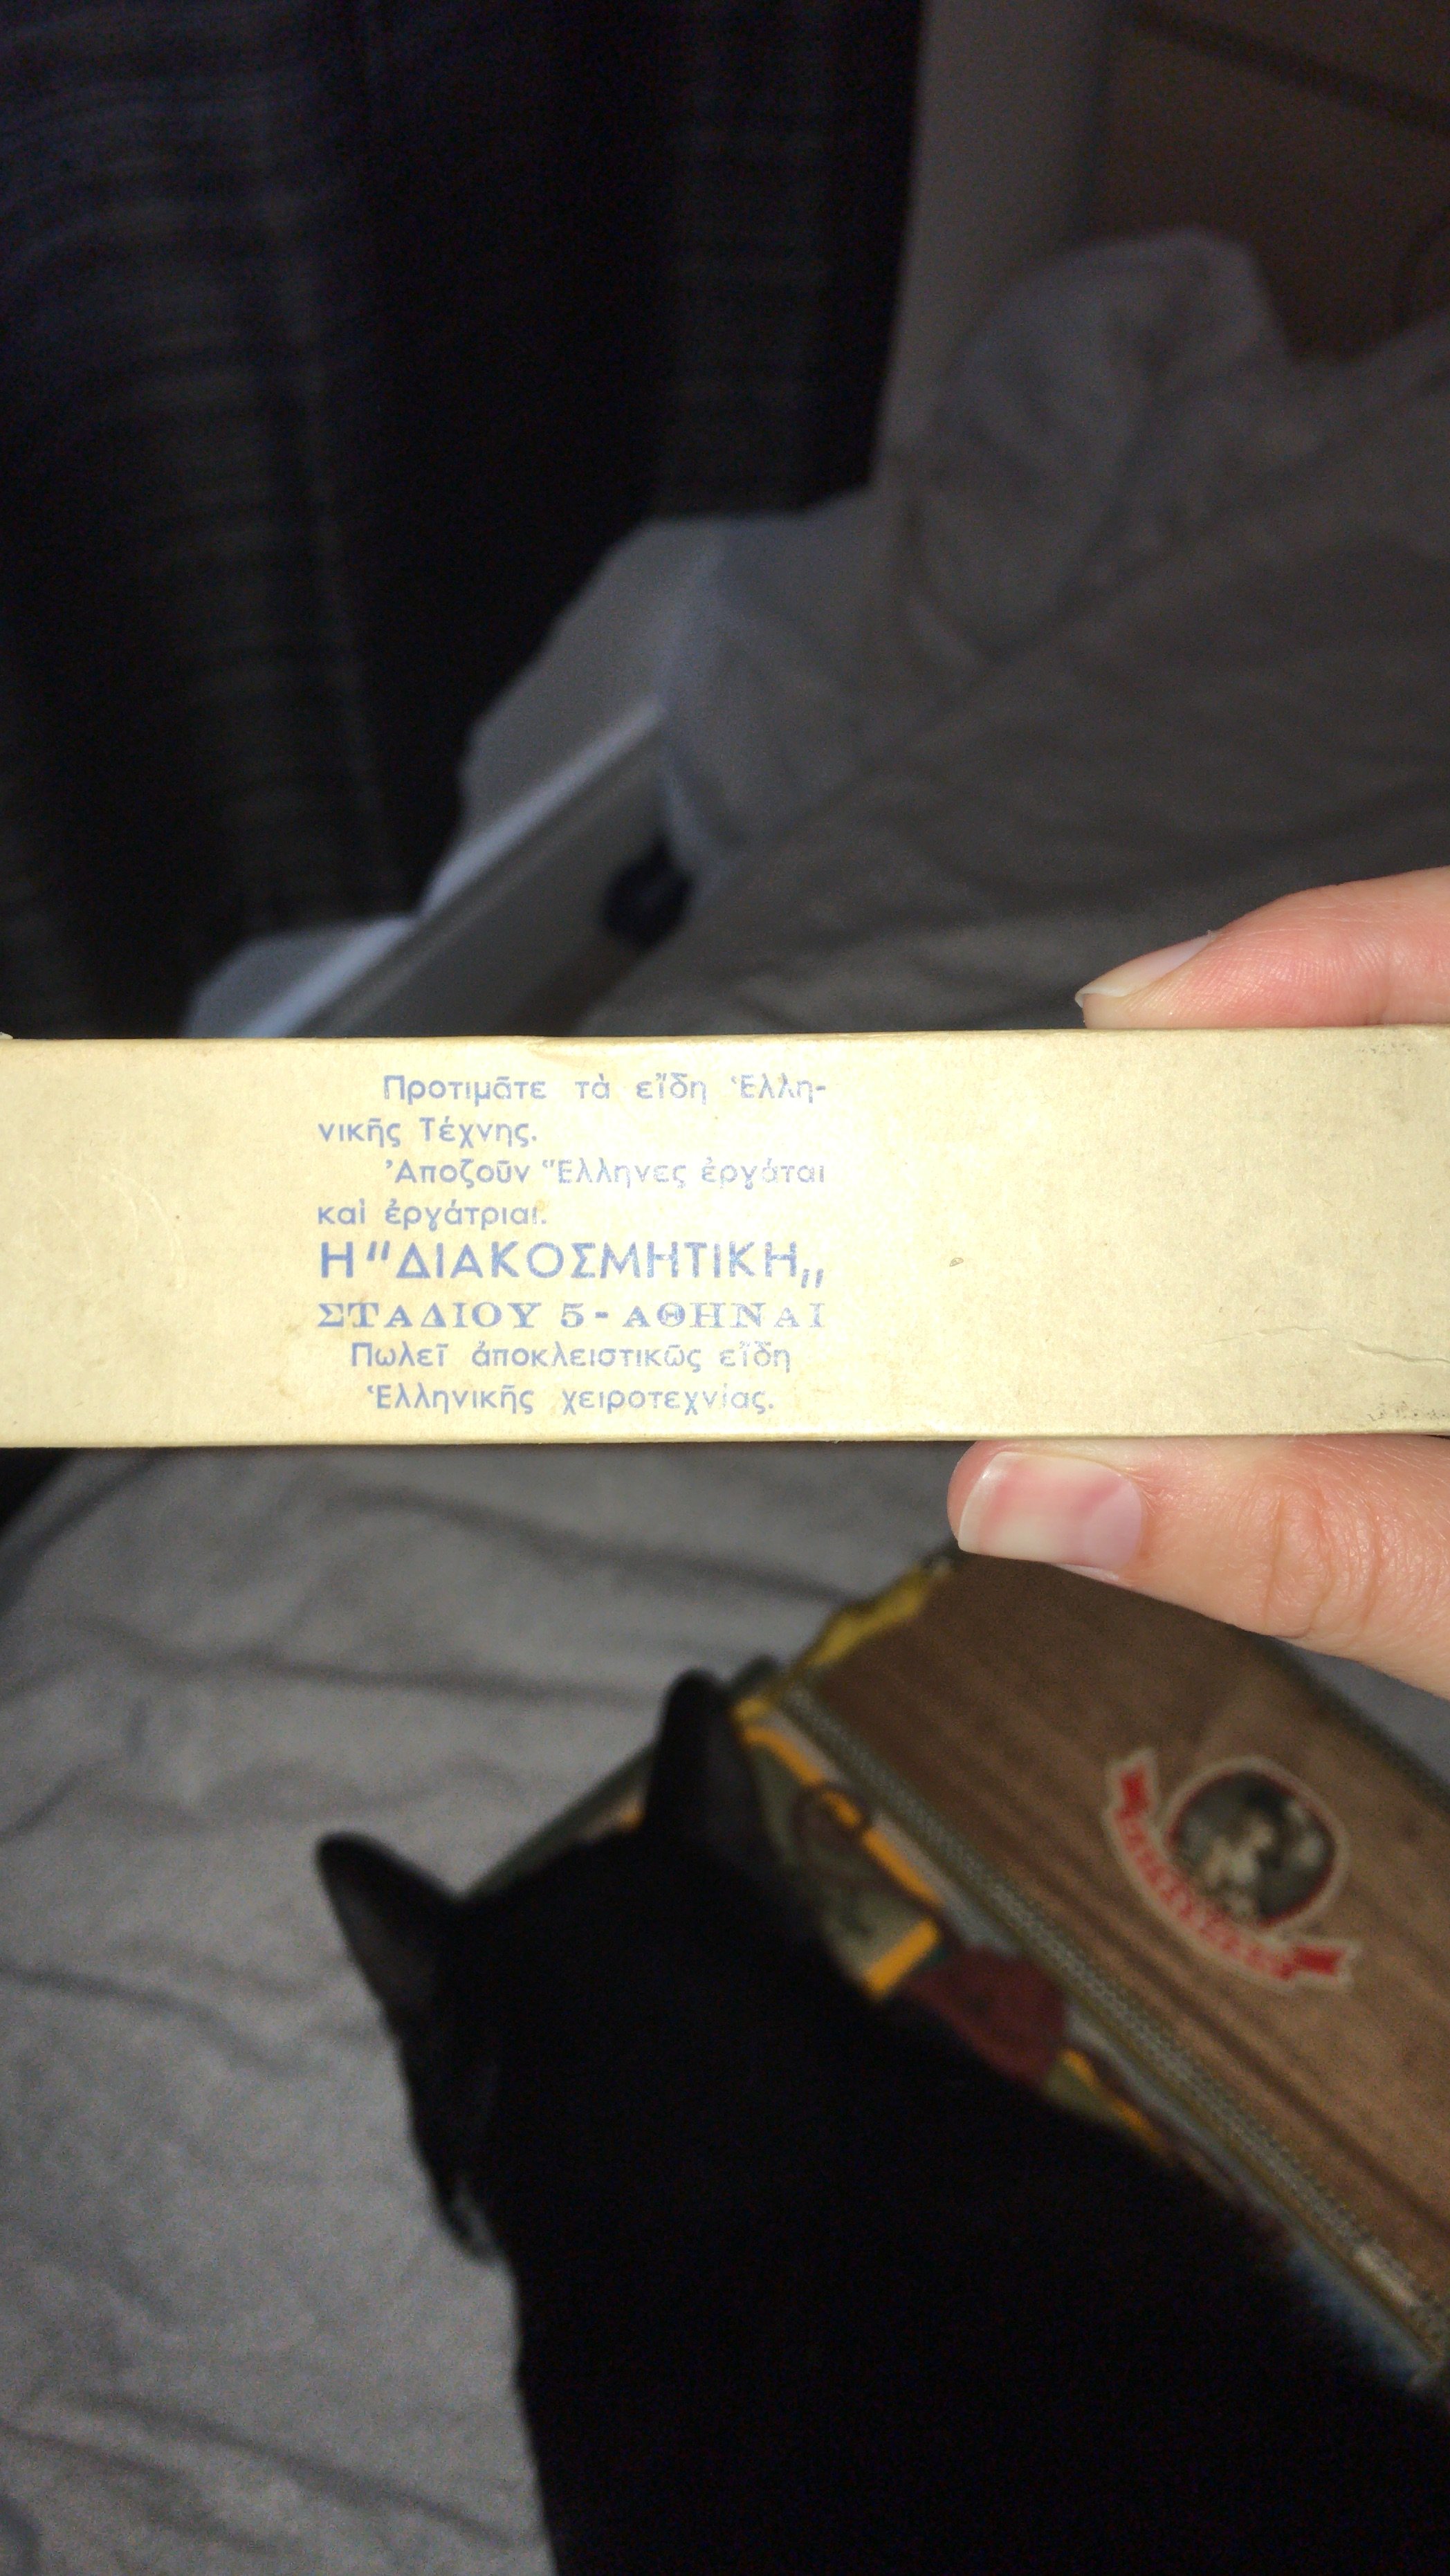 Προτιμᾶτε τὰ εἴδη Ἑλλη-
νικῆς Τέχνης.
Ἀποζοῦν Ἕλληνες ἐργάται
καὶ ἐργάτριαι.
Η "ΔΙΑΚΟΣΜΗΤΙΚΗ„
ΣΤΑΔΙΟΥ 5 - ΑΘΗΝΑΙ
Πωλεῖ ἀποκλειστικῶς εἴδη
Ἑλληνικῆς χειροτεχνίας.